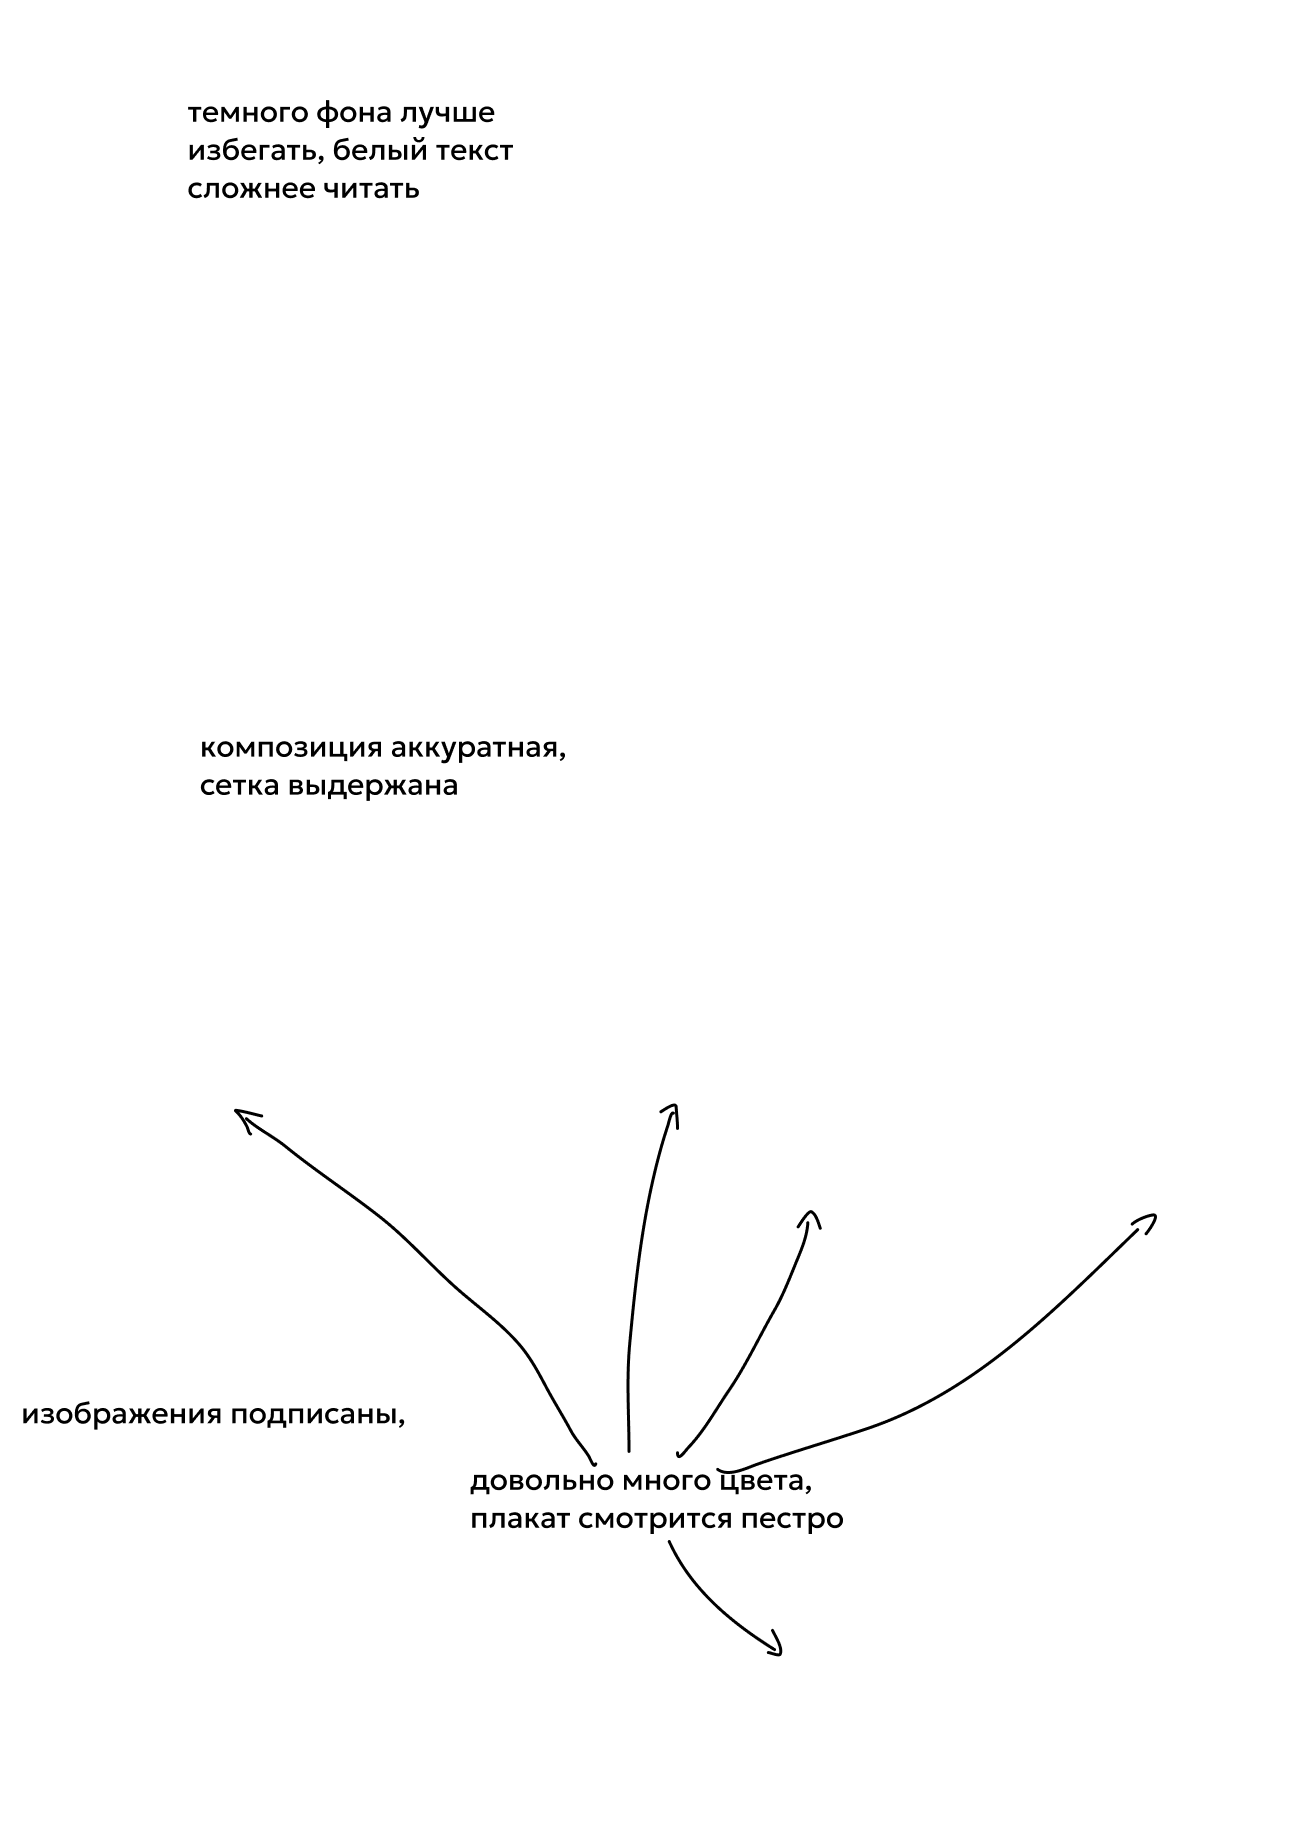 темного фона лучше
избегать, белый текст
сложнее читать
композиция аккуратная,
сетка выдержана
изображения подписаны,
довольно много цвета,
плакат смотрится пестро